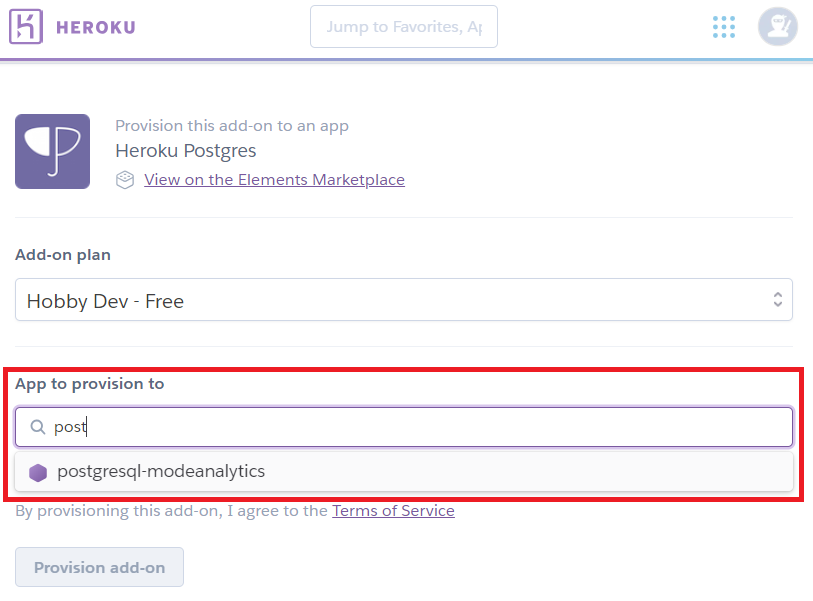 HEROKU
Jump to Favorites, Ap
Provision this add-on to an app
Heroku Postgres
View on the Elements Marketplace
Add-on plan
Hobby Dev - Free
App to provision to
post
postgresql-modeanalytics
By provisioning this add-on, I agree to the Terms of Service
Provision add-on